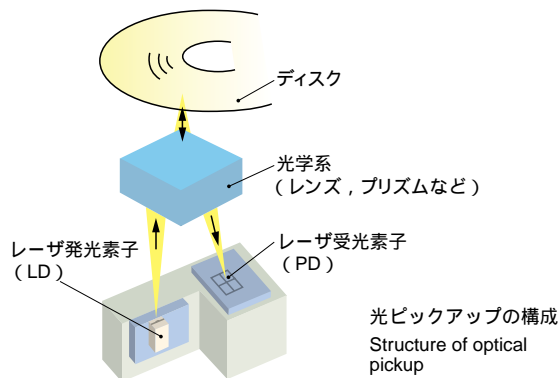 ディスク
光学系
(レンズ,プリズムなど)
レーザ発光素子
(LD)
レーザ受光素子
(PD)
光ピックアップの構成
Structure of optical
pickup